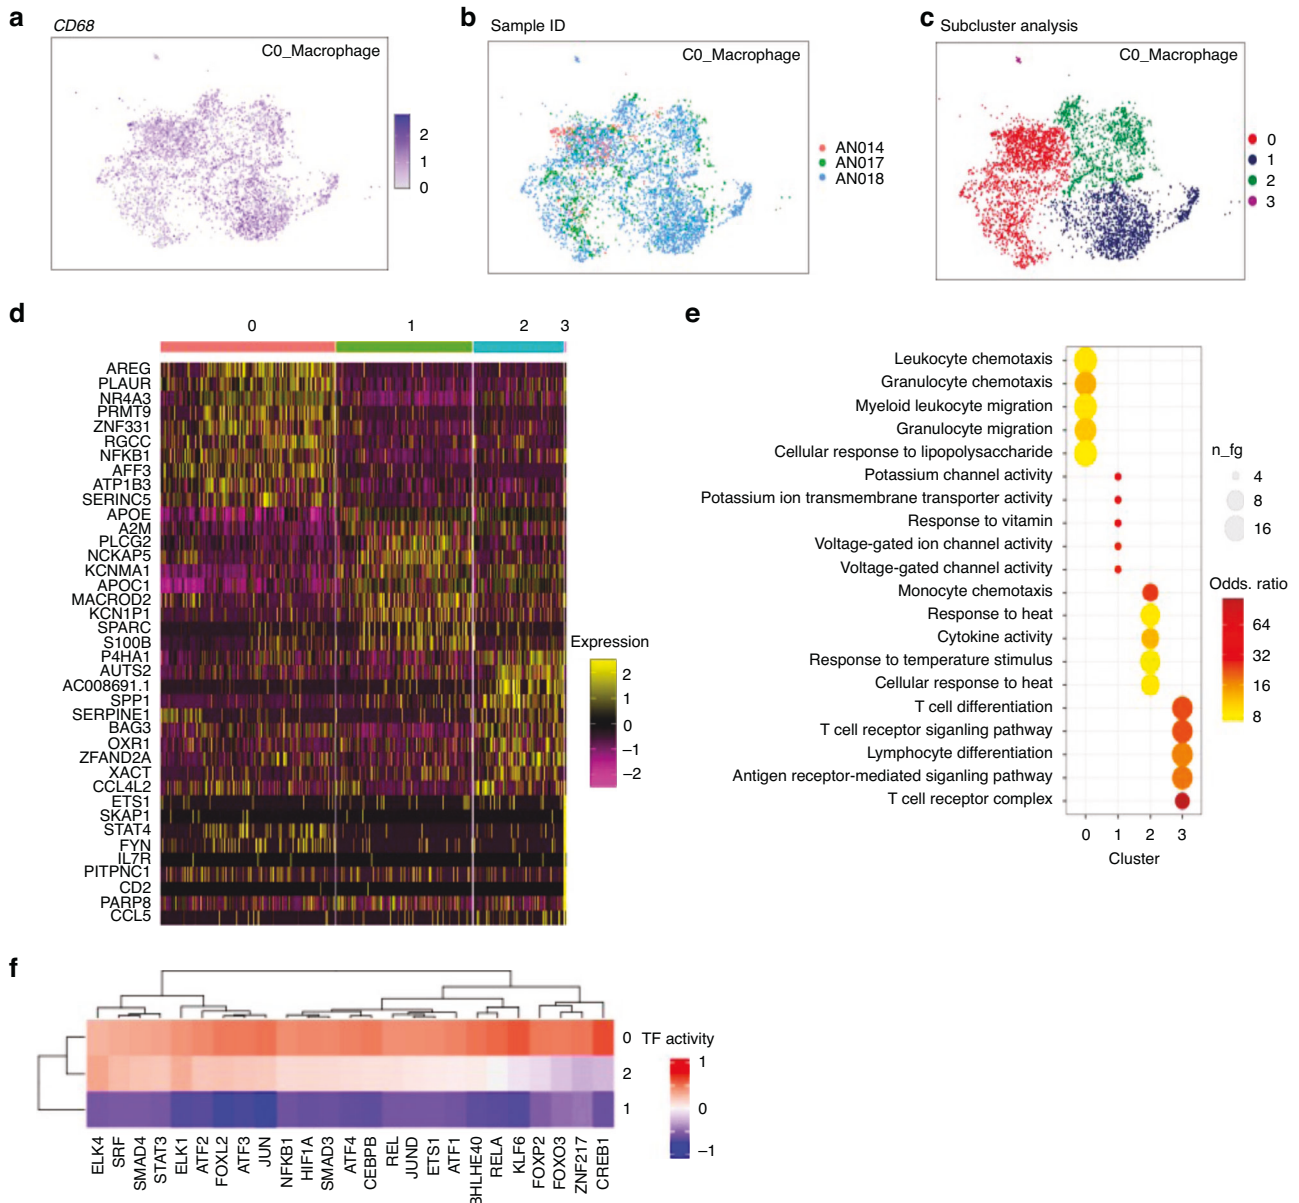 a
CD68
C0_Macrophage
2
1
0
b
Sample ID
C0_Macrophage
AN014
AN017
AN018
c
Subcluster analysis
C0_Macrophage
0
1
2
3
d
0 1 2 3
AREG
PLAUR
NR4A3
PRMT9
ZNF331
RGCC
NFKB1
AFF3
ATP1B3
SERINC5
APOE
A2M
PLCG2
NCKAP5
KCNMA1
APOC1
MACROD2
KCN1P1
SPARC
S100B
P4HA1
AUTS2
AC008691.1
SPP1
SERPINE1
BAG3
OXR1
ZFAND2A
XACT
CCL4L2
ETS1
SKAP1
STAT4
FYN
IL7R
PITPNC1
CD2
PARP8
CCL5
Expression
2
1
0
−1
−2
e
Leukocyte chemotaxis
Granulocyte chemotaxis
Myeloid leukocyte migration
Granulocyte migration
Cellular response to lipopolysaccharide
Potassium channel activity
Potassium ion transmembrane transporter activity
Response to vitamin
Voltage-gated ion channel activity
Voltage-gated channel activity
Monocyte chemotaxis
Response to heat
Cytokine activity
Response to temperature stimulus
Cellular response to heat
T cell differentiation
T cell receptor siganling pathway
Lymphocyte differentiation
Antigen receptor-mediated siganling pathway
T cell receptor complex
0 1 2 3
Cluster
n_fg
4
8
16
Odds. ratio
64
32
16
8
f
0
2
1
TF activity
1
0
−1
ELK4
SRF
SMAD4
STAT3
ELK1
ATF2
FOXL2
ATF3
JUN
NFKB1
HIF1A
SMAD3
ATF4
CEBPB
REL
JUND
ETS1
ATF1
BHLHE40
RELA
KLF6
FOXP2
FOXO3
ZNF217
CREB1